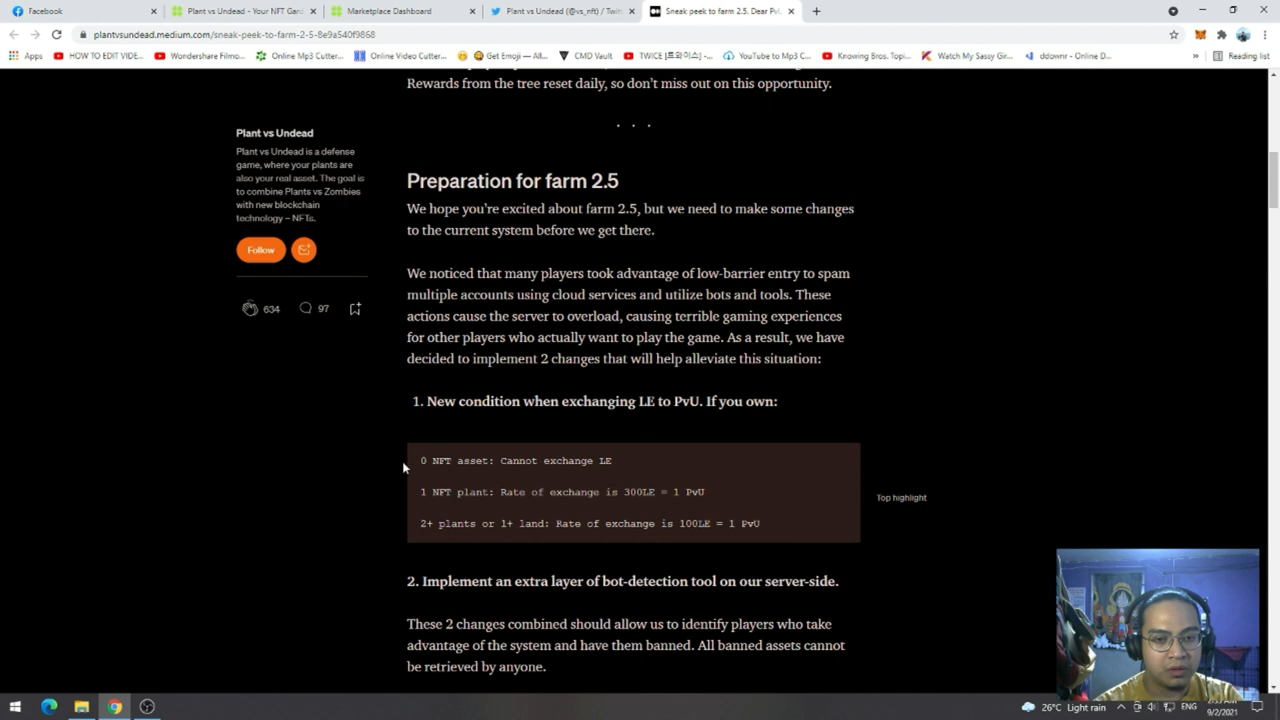 Facebook
Plant vs Undead - Your NFT Gard
Marketplace Dashboard
Plant vs Undead (@vs_nft) / Twit
Sneak peek to farm 2.5. Dear PvU
plantvsundead.medium.com/sneak-peek-to-farm-2-5-8e9a540f9868
Apps
HOW TO EDIT VIDE...
Wondershare Filmo...
Online Mp3 Cutter...
Online Video Cutter...
Get Emoji — All...
CMD Vault
TWICE [트와이스] -...
YouTube to Mp3 C...
Knowing Bros. Topi...
Watch My Sassy Gir...
ddownr - Online D...
Reading list
Rewards from the tree reset daily, so don't miss out on this opportunity.
Plant vs Undead
Plant vs Undead is a defense
game, where your plants are
also your real asset. The goal is
to combine Plants vs Zombies
with new blockchain
technology – NFTs.
Follow
634
97
Preparation for farm 2.5
We hope you're excited about farm 2.5, but we need to make some changes
to the current system before we get there.
We noticed that many players took advantage of low-barrier entry to spam
multiple accounts using cloud services and utilize bots and tools. These
actions cause the server to overload, causing terrible gaming experiences
for other players who actually want to play the game. As a result, we have
decided to implement 2 changes that will help alleviate this situation:
1. New condition when exchanging LE to PvU. If you own:
0 NFT asset: Cannot exchange LE
1 NFT plant: Rate of exchange is 300LE = 1 PvU
2+ plants or 1+ land: Rate of exchange is 100LE = 1 PvU
Top highlight
2. Implement an extra layer of bot-detection tool on our server-side.
These 2 changes combined should allow us to identify players who take
advantage of the system and have them banned. All banned assets cannot
be retrieved by anyone.
26°C Light rain
ENG
9/2/2021